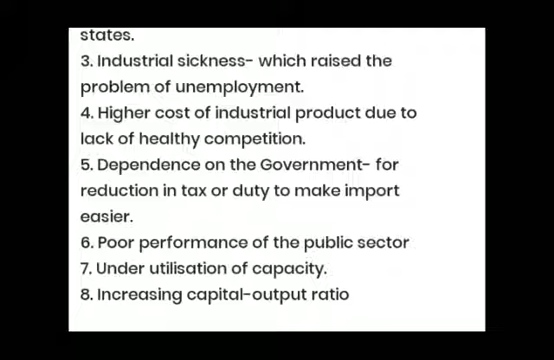 states.
3. Industrial sickness- which raised the
problem of unemployment.
4. Higher cost of industrial product due to
lack of healthy competition.
5. Dependence on the Government- for
reduction in tax or duty to make import
easier.
6. Poor performance of the public sector
7. Under utilisation of capacity.
8. Increasing capital-output ratio